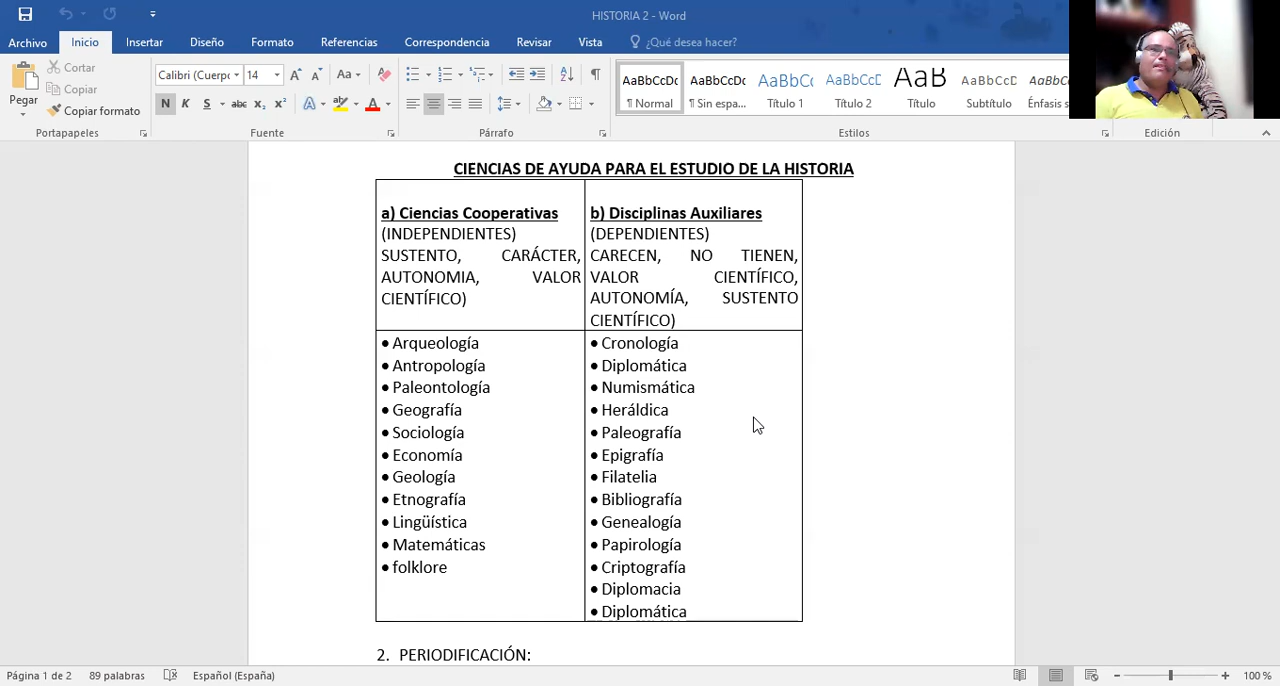 HISTORIA 2 - Word
Archivo Inicio Insertar Diseño Formato Referencias Correspondencia Revisar Vista ¿Qué desea hacer?
Pegar
Cortar
Copiar
Copiar formato
Portapapeles
Calibri (Cuerpo 14
N K S abc x₂ x²
Fuente
Párrafo
AaBbCcDc AaBbCcDc AaBbCc AaBbCcD AaB AaBbCcD AaBbCcDc
¶ Normal ¶ Sin espa... Título 1 Título 2 Título Subtítulo Énfasis s
Estilos
Edición
CIENCIAS DE AYUDA PARA EL ESTUDIO DE LA HISTORIA
a) Ciencias Cooperativas
(INDEPENDIENTES)
SUSTENTO, CARÁCTER,
AUTONOMIA, VALOR
CIENTÍFICO)
b) Disciplinas Auxiliares
(DEPENDIENTES)
CARECEN, NO TIENEN,
VALOR CIENTÍFICO,
AUTONOMÍA, SUSTENTO
CIENTÍFICO)
• Arqueología
• Antropología
• Paleontología
• Geografía
• Sociología
• Economía
• Geología
• Etnografía
• Lingüística
• Matemáticas
• folklore
• Cronología
• Diplomática
• Numismática
• Heráldica
• Paleografía
• Epigrafía
• Filatelia
• Bibliografía
• Genealogía
• Papirología
• Criptografía
• Diplomacia
• Diplomática
2. PERIODIFICACIÓN:
Página 1 de 2 89 palabras Español (España) 100 %